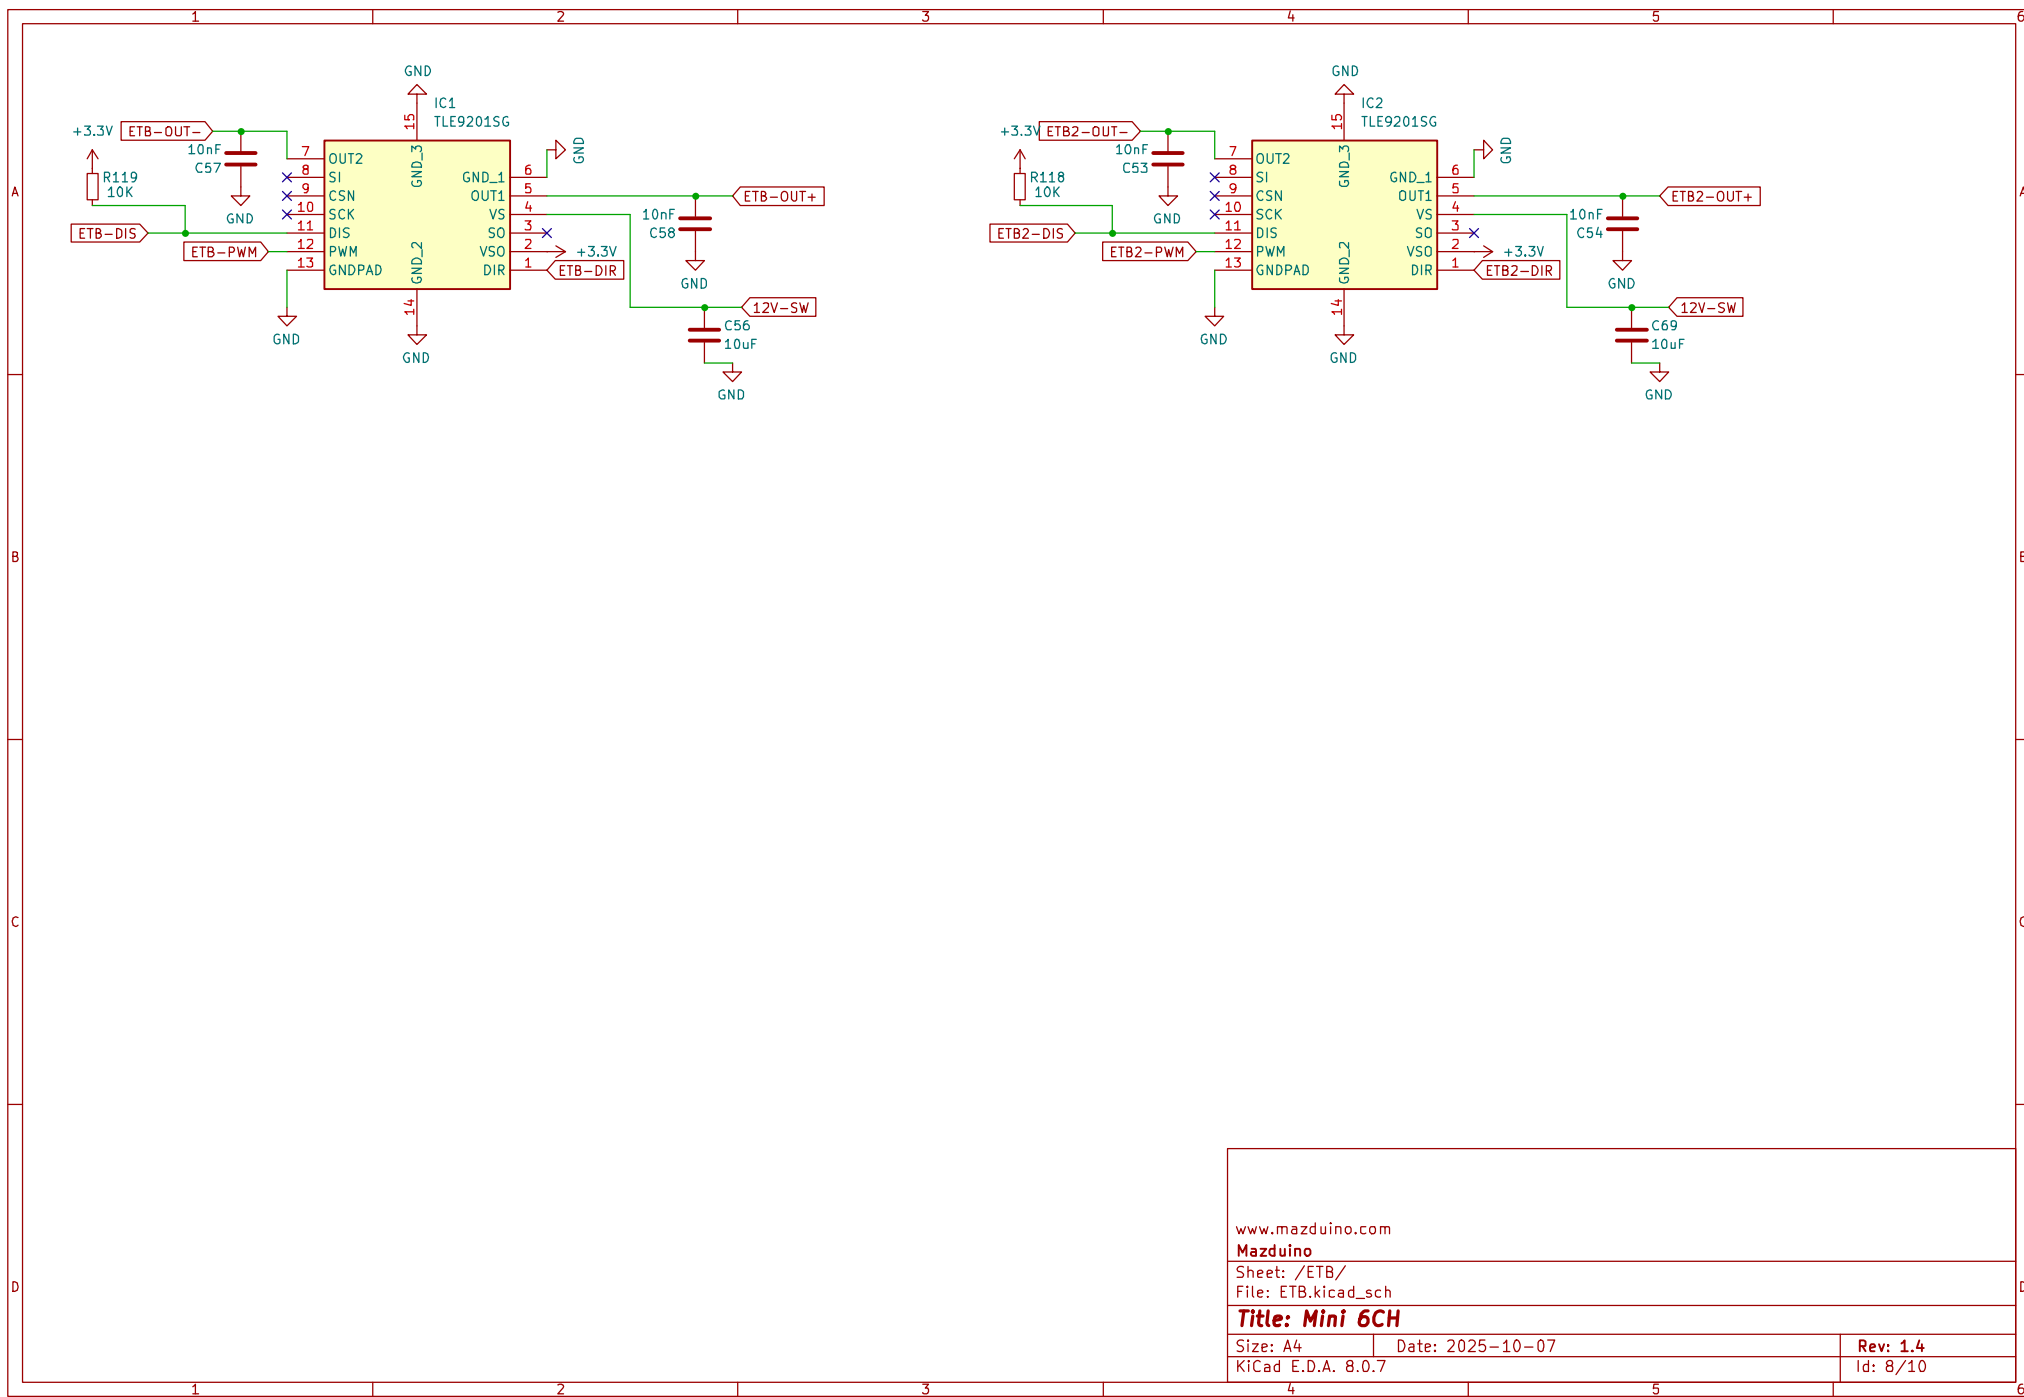 1 2 3 4 5 6
A
B
C
D
GND
IC1
TLE9201SG
+3.3V
ETB-OUT-
10nF
C57
GND
R119
10K
ETB-DIS
ETB-PWM
GND
15
GND_3
7 OUT2
8 SI
9 CSN
10 SCK
11 DIS
12 PWM
13 GNDPAD
GND_1 6
OUT1 5
VS 4
SO 3
VSO 2
DIR 1
GND_2
14
GND
GND
+3.3V
ETB-DIR
10nF
C58
GND
ETB-OUT+
12V-SW
C56
10uF
GND
GND
IC2
TLE9201SG
+3.3V
ETB2-OUT-
10nF
C53
GND
R118
10K
ETB2-DIS
ETB2-PWM
GND
15
GND_3
7 OUT2
8 SI
9 CSN
10 SCK
11 DIS
12 PWM
13 GNDPAD
GND_1 6
OUT1 5
VS 4
SO 3
VSO 2
DIR 1
GND_2
14
GND
GND
+3.3V
ETB2-DIR
10nF
C54
GND
ETB2-OUT+
12V-SW
C69
10uF
GND
www.mazduino.com
Mazduino
Sheet: /ETB/
File: ETB.kicad_sch
Title: Mini 6CH
Size: A4 Date: 2025-10-07 Rev: 1.4
KiCad E.D.A. 8.0.7 Id: 8/10
1 2 3 4 5 6